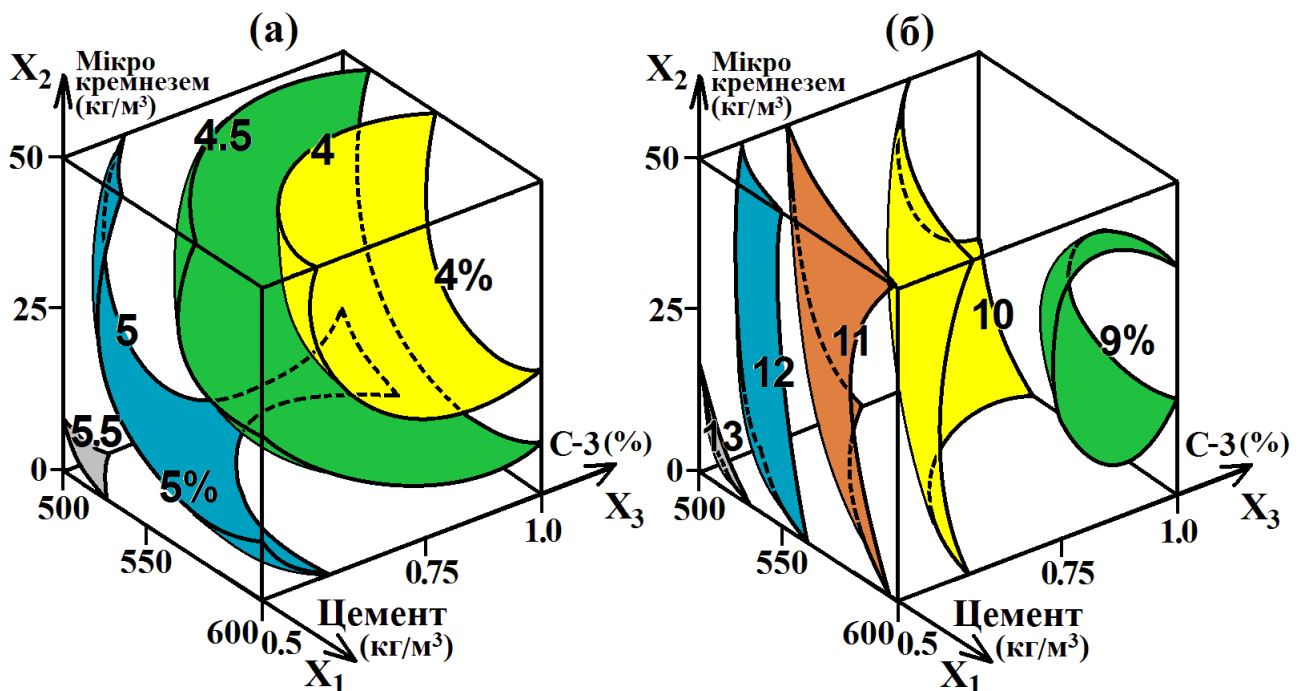 (а)
X2
Мікро
кремнезем
(кг/м³)
50
25
0
500
550
600
0.5
0.75
1.0
4.5
4
4%
5
5.5
5%
С-3 (%)
X3
Цемент
(кг/м³)
X1
(б)
X2
Мікро
кремнезем
(кг/м³)
50
25
0
500
550
600
0.5
0.75
1.0
13
12
11
10
9%
С-3 (%)
X3
Цемент
(кг/м³)
X1